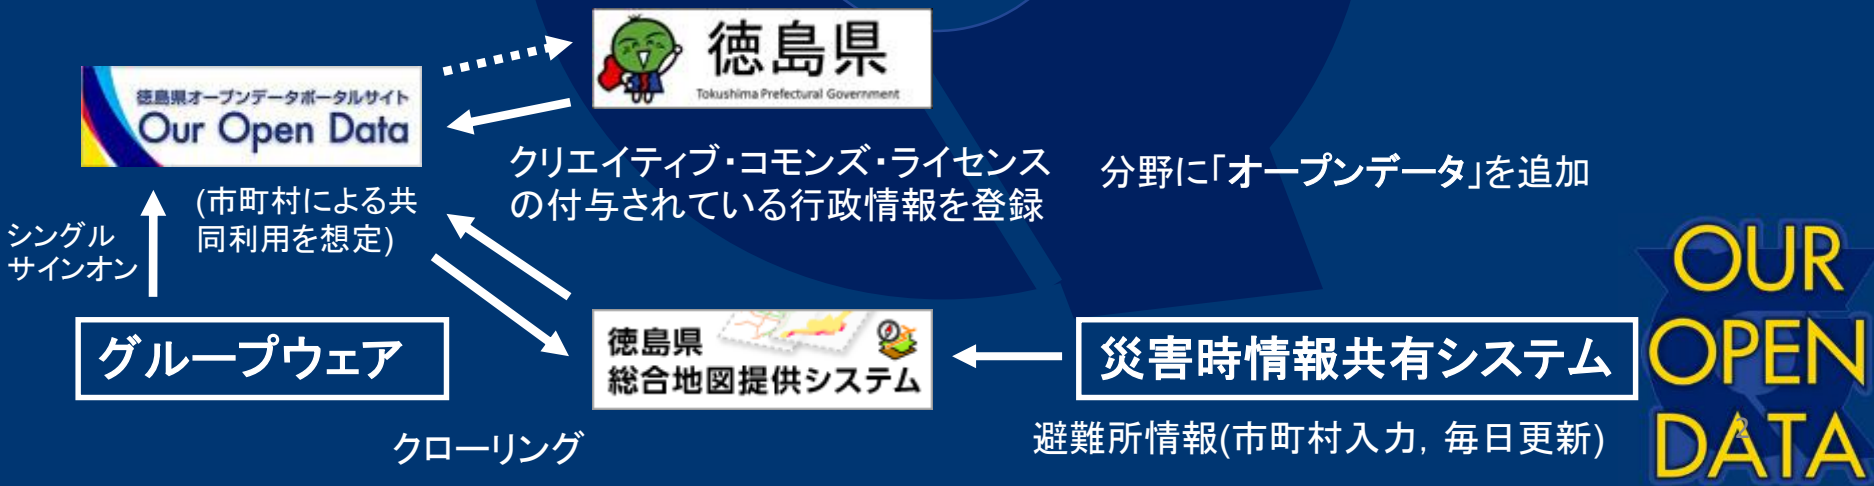 徳島県
Tokushima Prefectural Government
徳島県オープンデータポータルサイト
Our Open Data
クリエイティブ・コモンズ・ライセンス
の付与されている行政情報を登録
分野に「オープンデータ」を追加
(市町村による共
同利用を想定)
シングル
サインオン
グループウェア
徳島県
総合地図提供システム
災害時情報共有システム
クローリング
避難所情報(市町村入力, 毎日更新)
OUR
OPEN
DATA
2